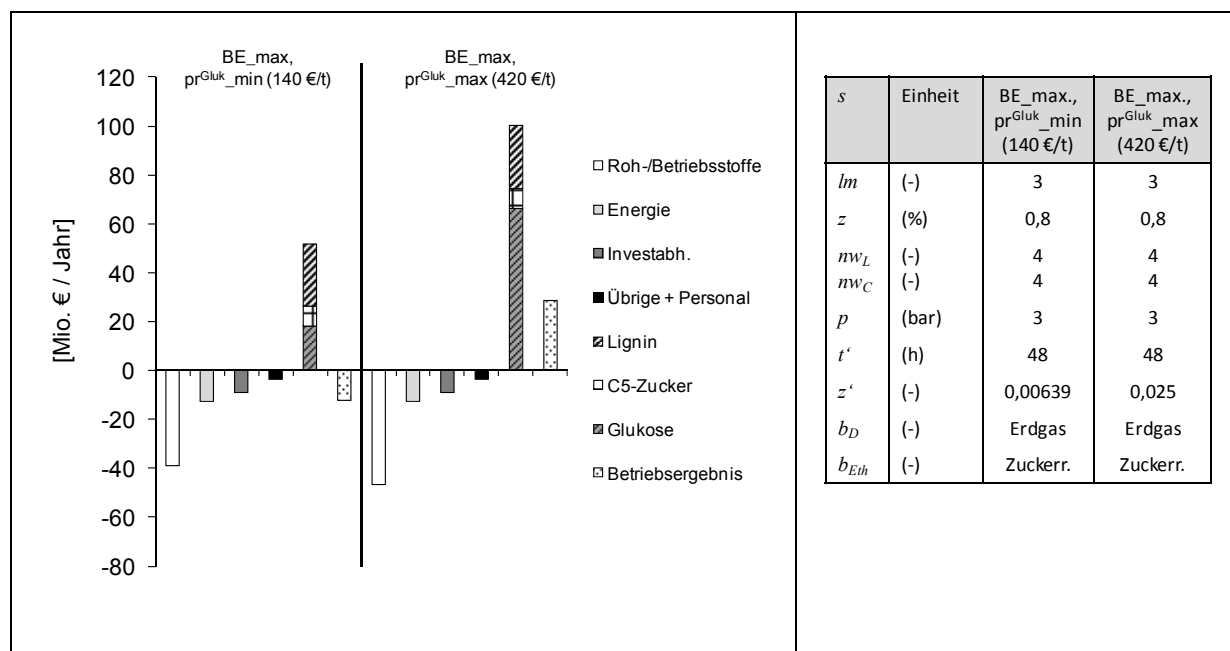 BE_max,
pr^Gluk_min (140 €/t)
BE_max,
pr^Gluk_max (420 €/t)
[Mio. € / Jahr]
120
100
80
60
40
20
0
-20
-40
-60
-80
Roh-/Betriebsstoffe
Energie
Investabh.
Übrige + Personal
Lignin
C5-Zucker
Glukose
Betriebsergebnis
s Einheit BE_max., pr^Gluk_min (140 €/t) BE_max., pr^Gluk_max (420 €/t)
lm (-) 3 3
z (%) 0,8 0,8
nw_L (-) 4 4
nw_C (-) 4 4
p (bar) 3 3
t‘ (h) 48 48
z‘ (-) 0,00639 0,025
b_D (-) Erdgas Erdgas
b_Eth (-) Zuckerr. Zuckerr.